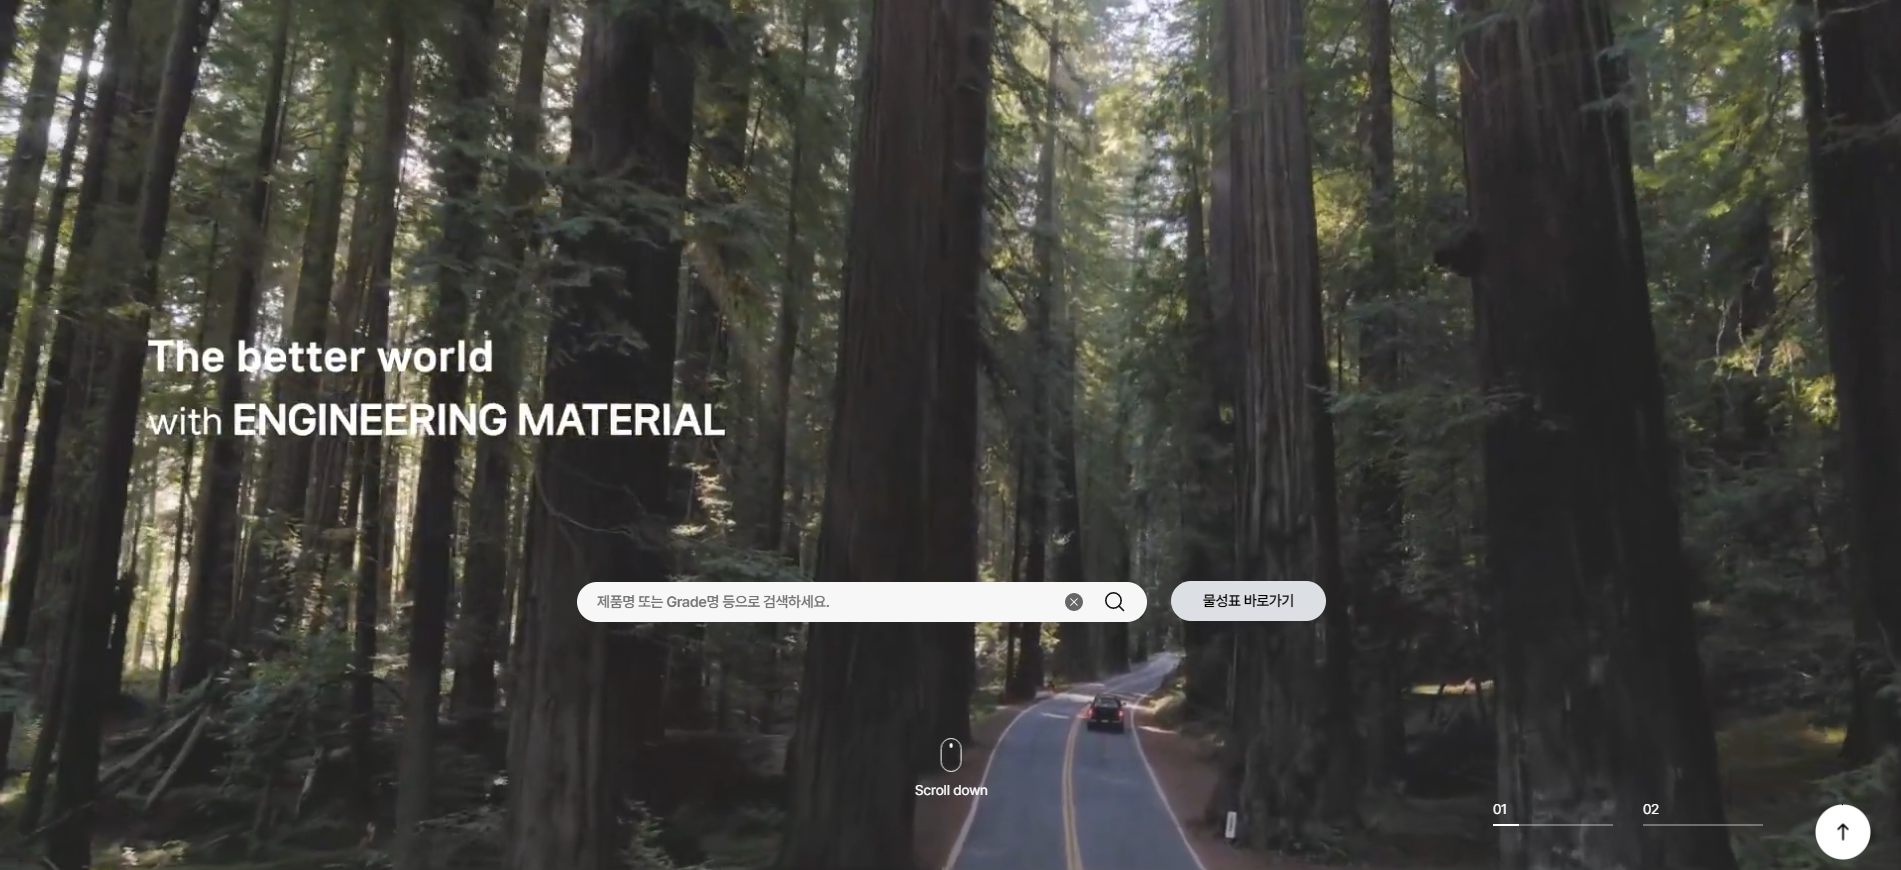 The better world
with ENGINEERING MATERIAL
제품명 또는 Grade명 등으로 검색하세요.
물성표 바로가기
Scroll down
01
02